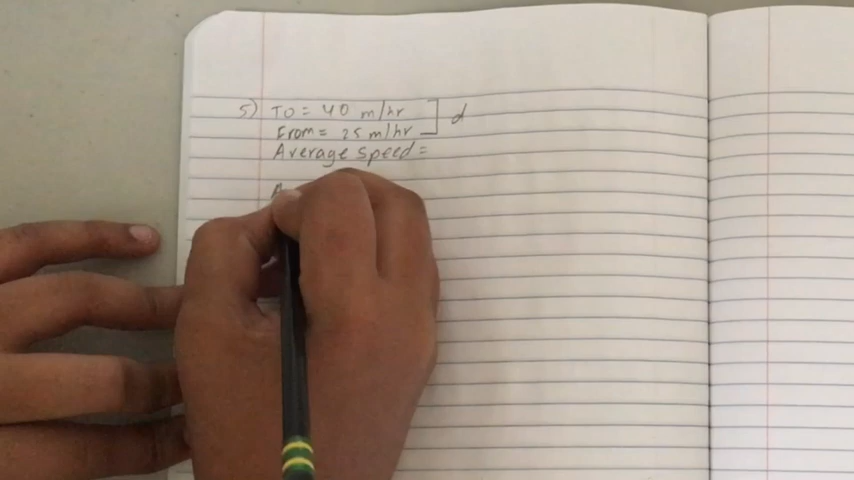 5) TO = 40 m/hr ] d
From = 25 m/hr
Average speed =
A